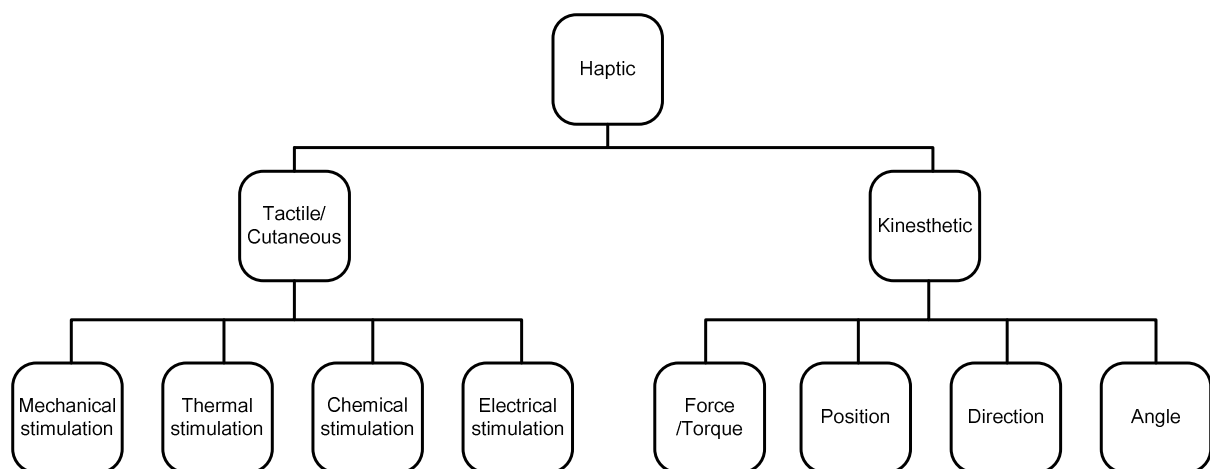 Haptic
Tactile/
Cutaneous
Kinesthetic
Mechanical
stimulation
Thermal
stimulation
Chemical
stimulation
Electrical
stimulation
Force
/Torque
Position
Direction
Angle